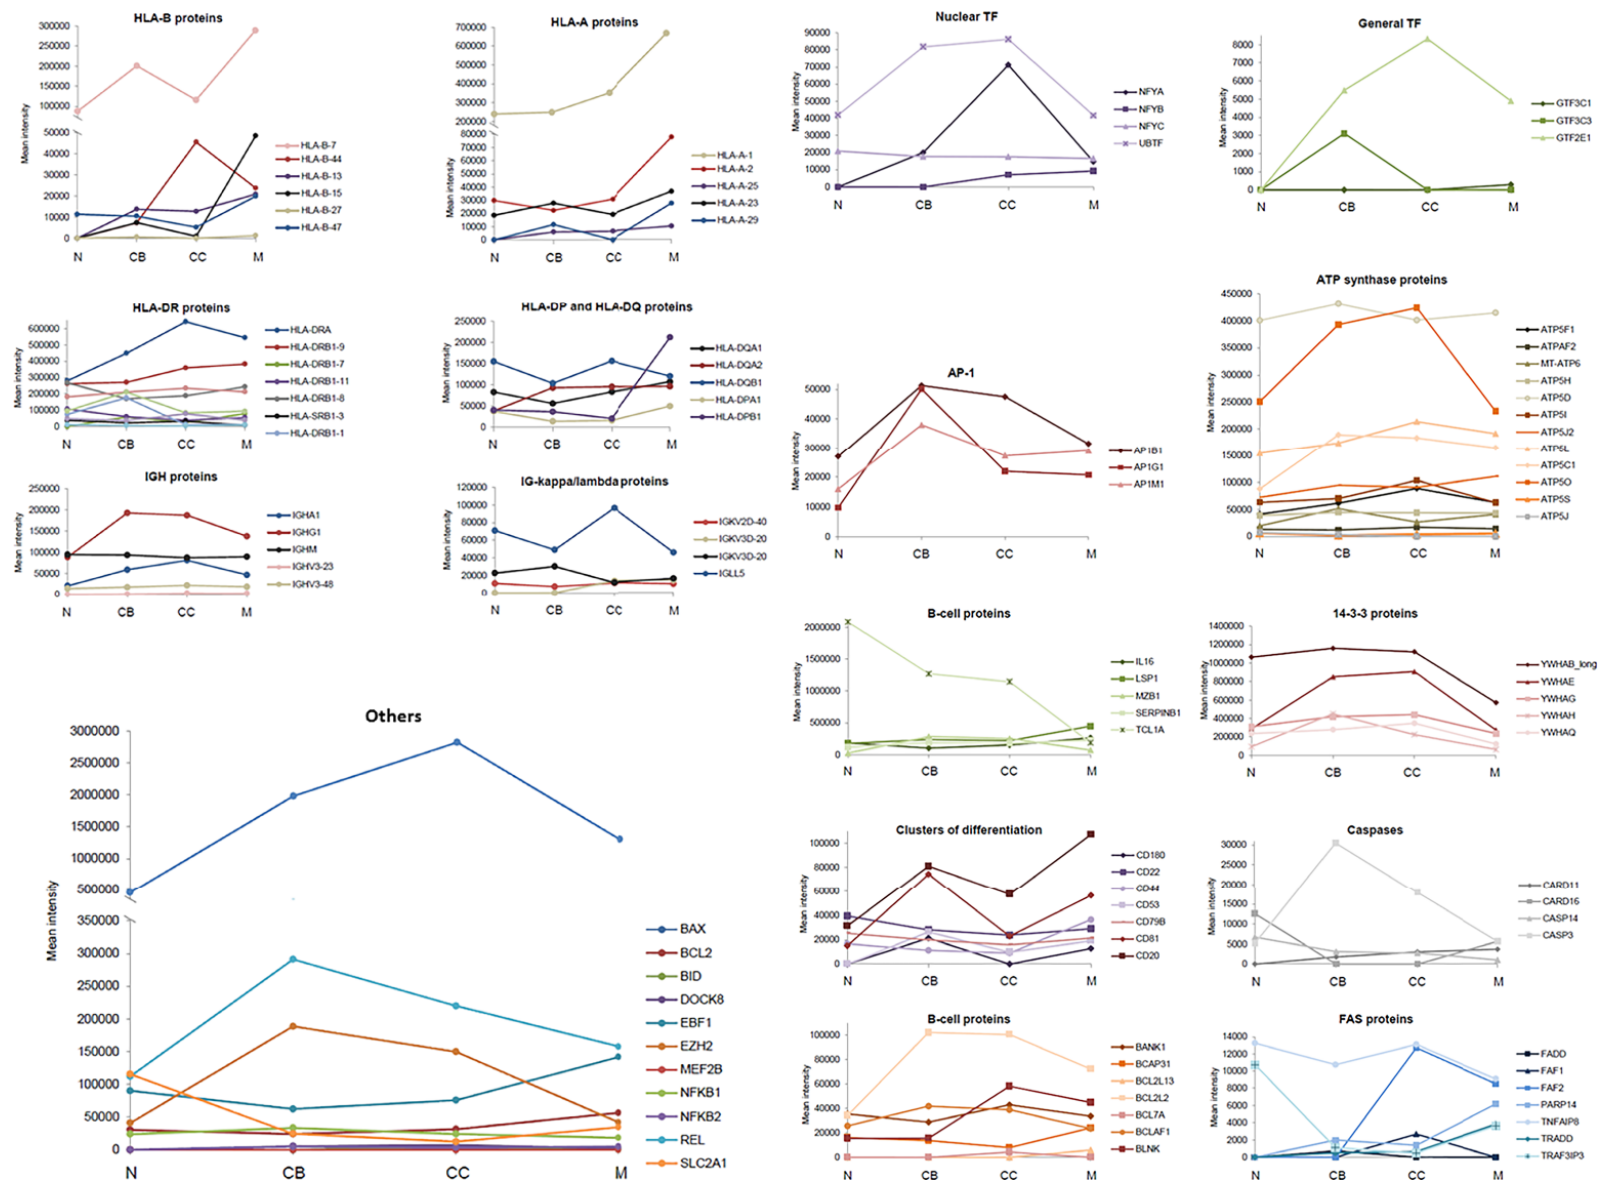 HLA-B proteins
Mean intensity
300000
250000
200000
150000
100000
50000
40000
30000
20000
10000
0
N CB CC M
HLA-B-7
HLA-B-44
HLA-B-13
HLA-B-15
HLA-B-27
HLA-B-47
HLA-A proteins
Mean intensity
700000
600000
500000
400000
300000
200000
80000
70000
60000
50000
40000
30000
20000
10000
0
N CB CC M
HLA-A-1
HLA-A-2
HLA-A-25
HLA-A-23
HLA-A-29
Nuclear TF
Mean intensity
90000
80000
70000
60000
50000
40000
30000
20000
10000
0
N CB CC M
NFYA
NFYB
NFYC
UBTF
General TF
Mean intensity
8000
6000
5000
4000
3000
2000
1000
0
N CB CC M
GTF3C1
GTF3C3
GTF2E1
HLA-DR proteins
Mean intensity
600000
500000
400000
300000
200000
100000
0
N CB CC M
HLA-DRA
HLA-DRB1-9
HLA-DRB1-7
HLA-DRB1-11
HLA-DRB1-8
HLA-SRB1-3
HLA-DRB1-1
HLA-DP and HLA-DQ proteins
Mean intensity
250000
200000
150000
100000
50000
0
N CB CC M
HLA-DQA1
HLA-DQA2
HLA-DQB1
HLA-DPA1
HLA-DPB1
AP-1
Mean intensity
50000
40000
30000
20000
10000
0
N CB CC M
AP1B1
AP1G1
AP1M1
ATP synthase proteins
Mean intensity
450000
400000
350000
300000
250000
200000
150000
100000
50000
0
N CB CC M
ATP5F1
ATPAF2
MT-ATP6
ATP5H
ATP5D
ATP5I
ATP5J2
ATP5L
ATP5C1
ATP5O
ATP5S
ATP5J
IGH proteins
Mean intensity
250000
200000
150000
100000
50000
0
N CB CC M
IGHA1
IGHG1
IGHM
IGHV3-23
IGHV3-48
IG-kappa/lambda proteins
Mean intensity
120000
100000
80000
60000
40000
20000
0
N CB CC M
IGKV2D-40
IGKV3D-20
IGKV3D-20
IGLL5
B-cell proteins
Mean intensity
2000000
1500000
1000000
500000
0
N CB CC M
IL16
LSP1
MZB1
SERPINB1
TCL1A
14-3-3 proteins
Mean intensity
1400000
1200000
1000000
800000
600000
400000
200000
0
N CB CC M
YWHAB_long
YWHAE
YWHAG
YWHAH
YWHAQ
Others
Mean intensity
3000000
2500000
2000000
1500000
1000000
500000
350000
300000
250000
200000
150000
100000
50000
0
N CB CC M
BAX
BCL2
BID
DOCK8
EBF1
EZH2
MEF2B
NFKB1
NFKB2
REL
SLC2A1
Clusters of differentiation
Mean intensity
100000
80000
60000
40000
20000
0
N CB CC M
CD180
CD22
CD44
CD53
CD79B
CD81
CD20
Caspases
Mean intensity
30000
20000
15000
10000
5000
0
N CB CC M
CARD11
CARD16
CASP14
CASP3
B-cell proteins
Mean intensity
100000
80000
60000
40000
20000
0
N CB CC M
BANK1
BCAP31
BCL2L13
BCL2L2
BCL7A
BCLAF1
BLNK
FAS proteins
Mean intensity
14000
12000
10000
8000
6000
4000
2000
0
N CB CC M
FADD
FAF1
FAF2
PARP14
TNFAIP8
TRADD
TRAF3IP3